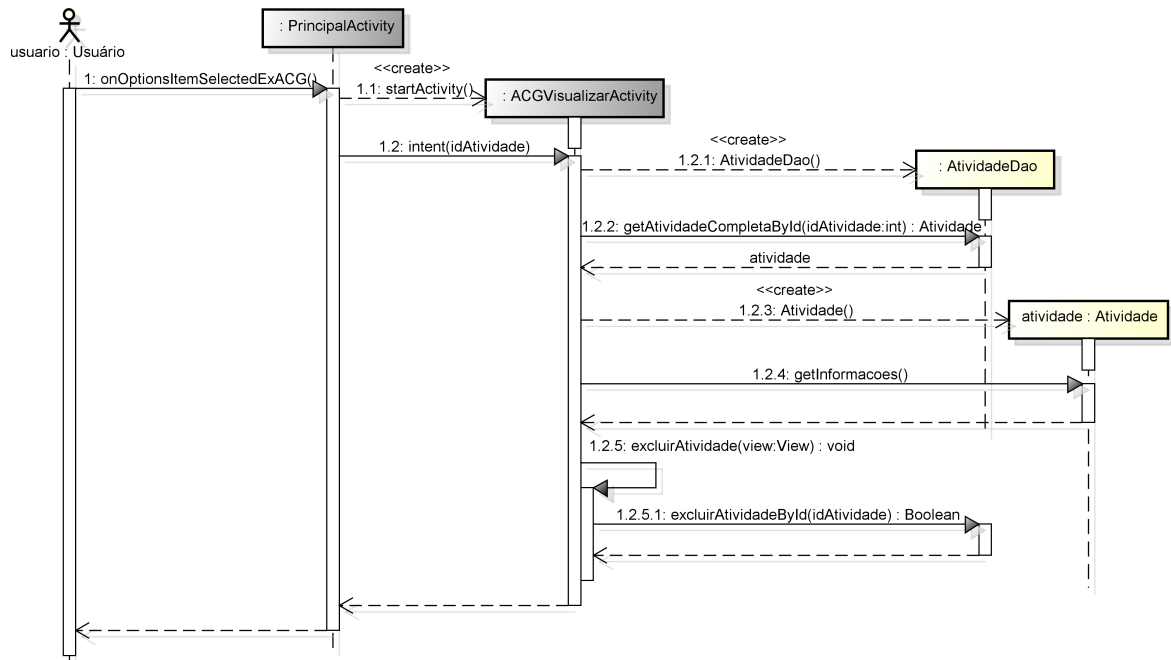 usuario : Usuário
: PrincipalActivity
1: onOptionsItemSelectedExACG()
<<create>>
1.1: startActivity()
: ACGVisualizarActivity
1.2: intent(idAtividade)
<<create>>
1.2.1: AtividadeDao()
: AtividadeDao
1.2.2: getAtividadeCompletaById(idAtividade:int) : Atividade
atividade
<<create>>
1.2.3: Atividade()
atividade : Atividade
1.2.4: getInformacoes()
1.2.5: excluirAtividade(view:View) : void
1.2.5.1: excluirAtividadeById(idAtividade) : Boolean